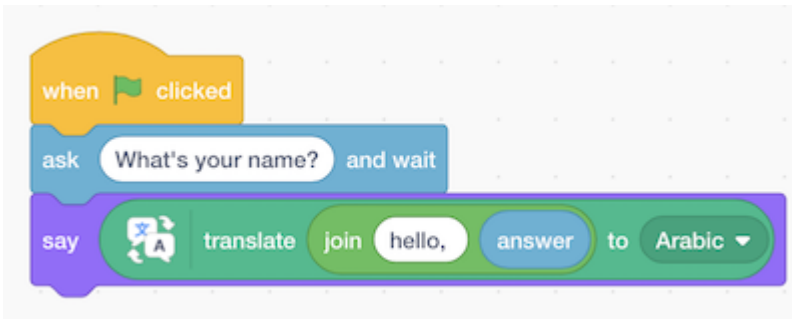 when clicked
ask What's your name? and wait
say translate join hello, answer to Arabic